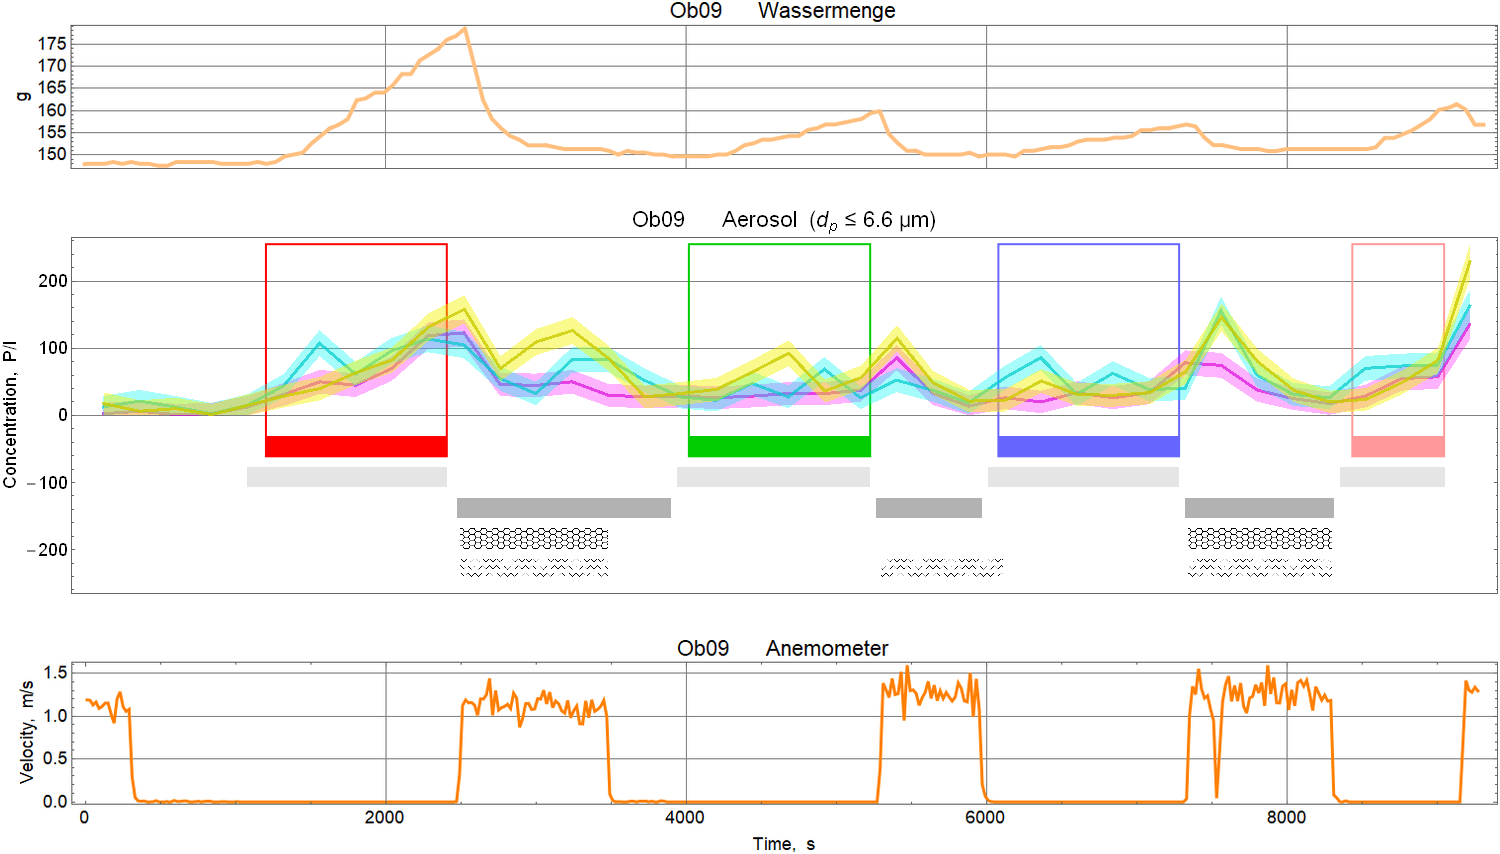 Ob09 Wassermenge
175
170
165
160
155
150
g
Ob09 Aerosol (dp ≤ 6.6 μm)
200
100
0
−100
−200
Concentration, P/l
Ob09 Anemometer
1.5
1.0
0.5
0.0
Velocity, m/s
0 2000 4000 6000 8000
Time, s